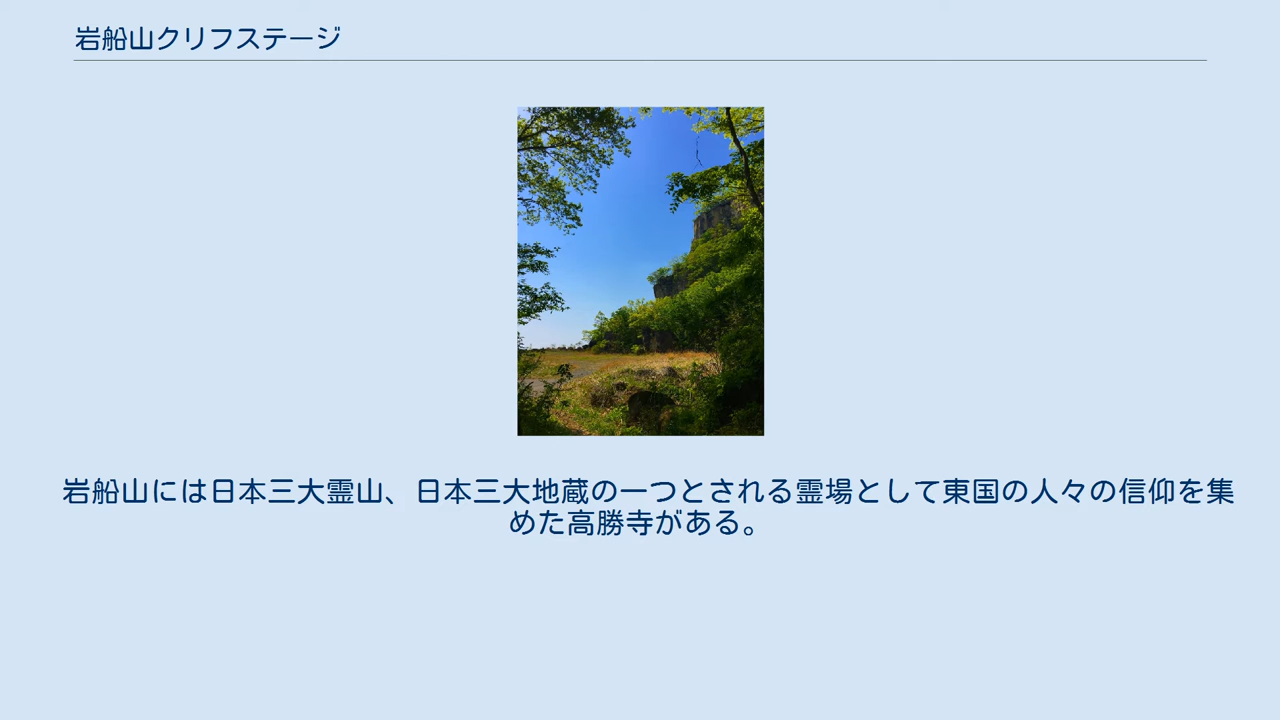 岩船山クリフステージ
岩船山には日本三大霊山、日本三大地蔵の一つとされる霊場として東国の人々の信仰を集
めた高勝寺がある。